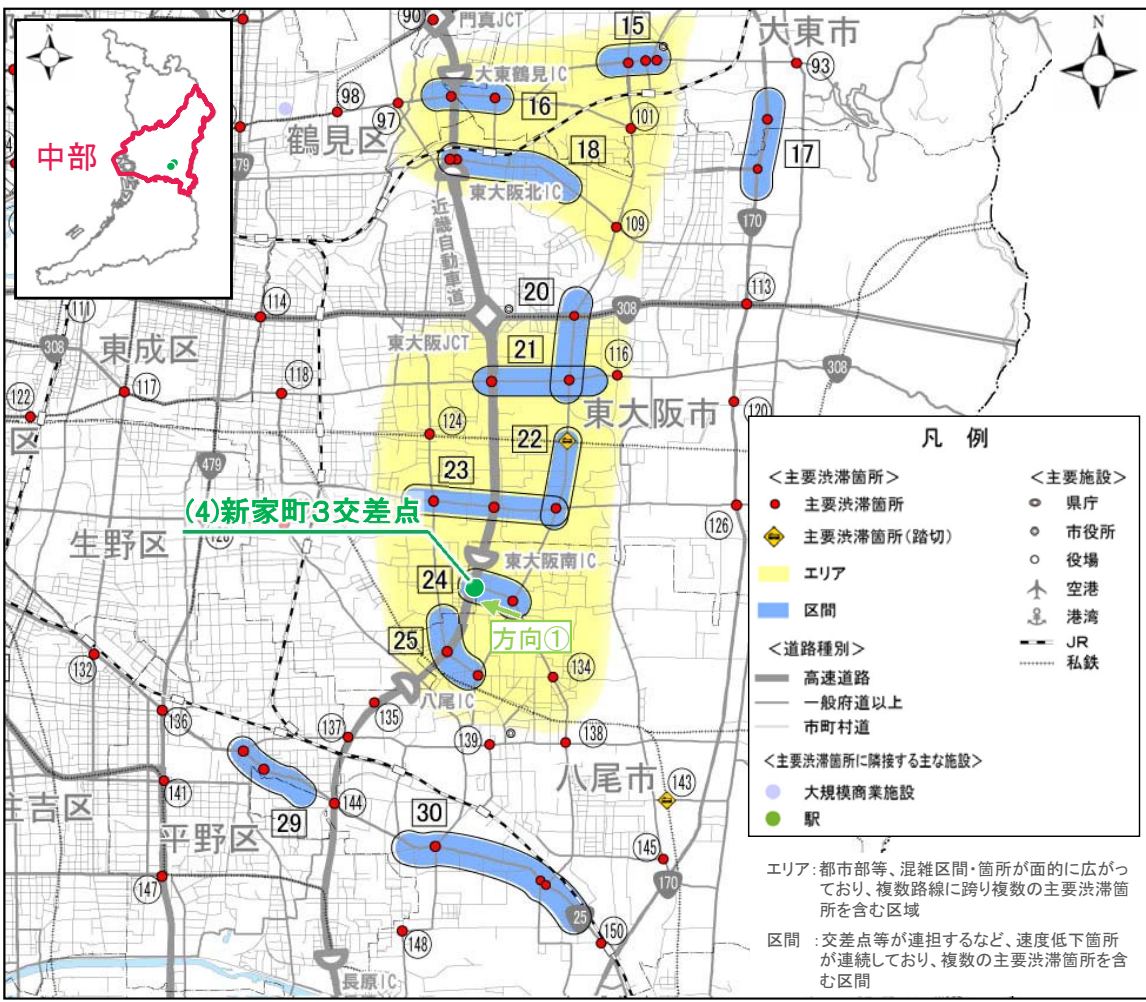 N
中部
90
門真JCT
15
大東市
N
大東鶴見IC
93
98
16
97
鶴見区
101
479
18
17
東大阪北IC
近畿自動車道
109
170
20
113
111
114
308
308
東大阪JCT
東成区
21
116
308
117
118
122
東大阪市
120
区
124
22
479
23
(4)新家町3交差点
126
生野区
東大阪南IC
24
方向①
25
132
134
八尾IC
135
136
137
139
138
八尾市
143
141
144
住吉区
29
30
平野区
145
147
170
25
148
150
長原IC
凡 例
＜主要渋滞箇所＞
主要渋滞箇所
主要渋滞箇所(踏切)
エリア
区間
＜道路種別＞
高速道路
一般府道以上
市町村道
＜主要渋滞箇所に隣接する主な施設＞
大規模商業施設
駅
＜主要施設＞
県庁
市役所
役場
空港
港湾
JR
私鉄
エリア：都市部等、混雑区間・箇所が面的に広がっ
ており、複数路線に跨り複数の主要渋滞箇
所を含む区域
区間 ：交差点等が連担するなど、速度低下箇所
が連続しており、複数の主要渋滞箇所を含
む区間